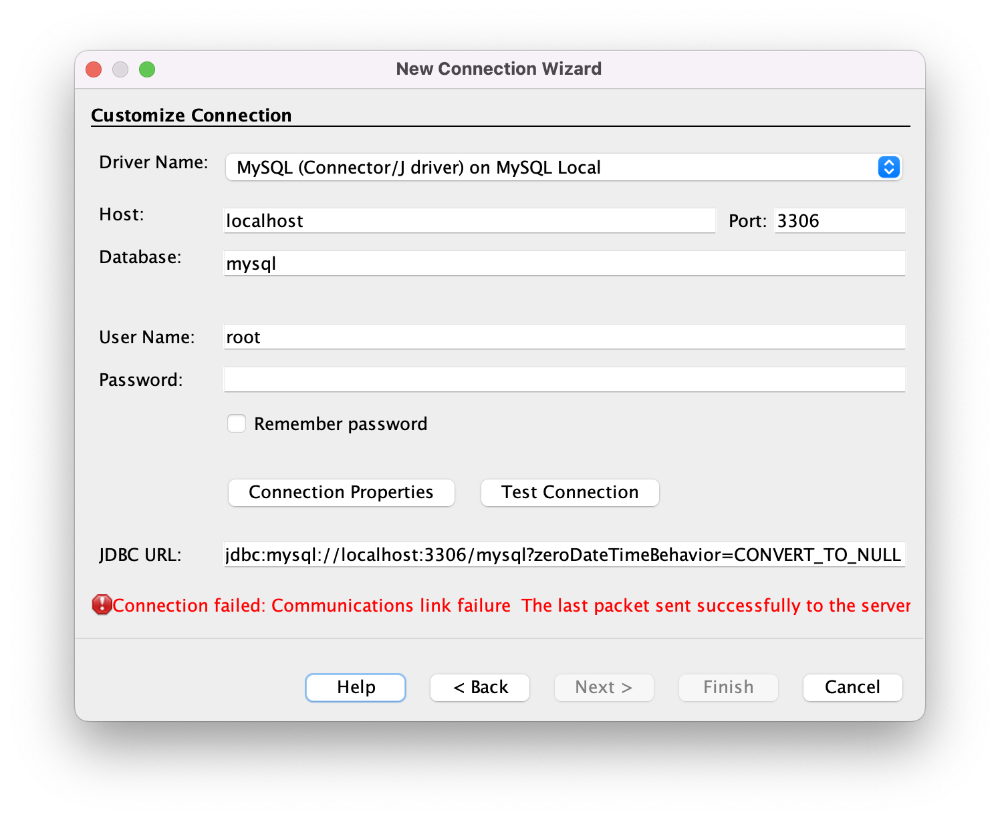 New Connection Wizard
Customize Connection
Driver Name: MySQL (Connector/J driver) on MySQL Local
Host: localhost Port: 3306
Database: mysql
User Name: root
Password:
Remember password
Connection Properties Test Connection
JDBC URL: jdbc:mysql://localhost:3306/mysql?zeroDateTimeBehavior=CONVERT_TO_NULL
Connection failed: Communications link failure The last packet sent successfully to the server
Help < Back Next > Finish Cancel